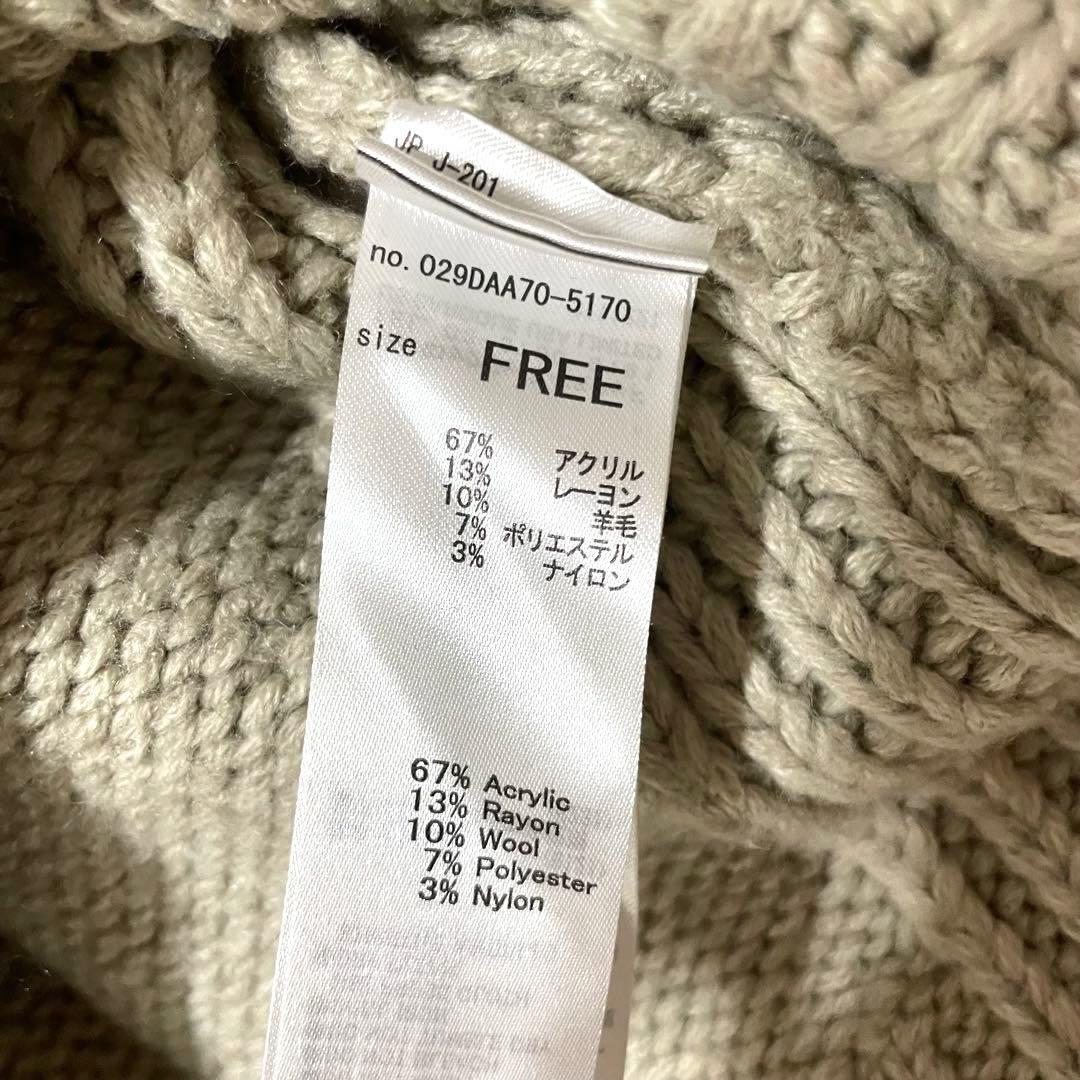 JP J-201
no. 029DAA70-5170
size FREE
67% アクリル
13% レーヨン
10% 羊毛
7% ポリエステル
3% ナイロン
67% Acrylic
13% Rayon
10% Wool
7% Polyester
3% Nylon